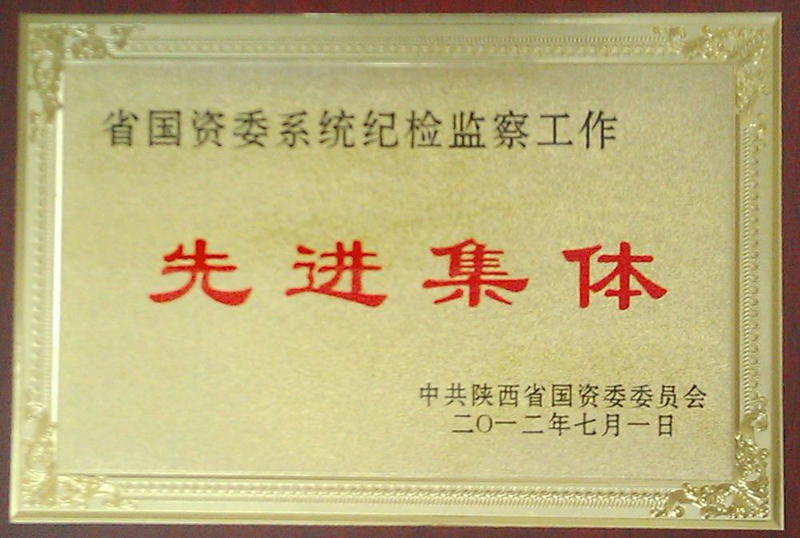 省国资委系统纪检监察工作
先进集体
中共陕西省国资委委员会
二〇一二年七月一日